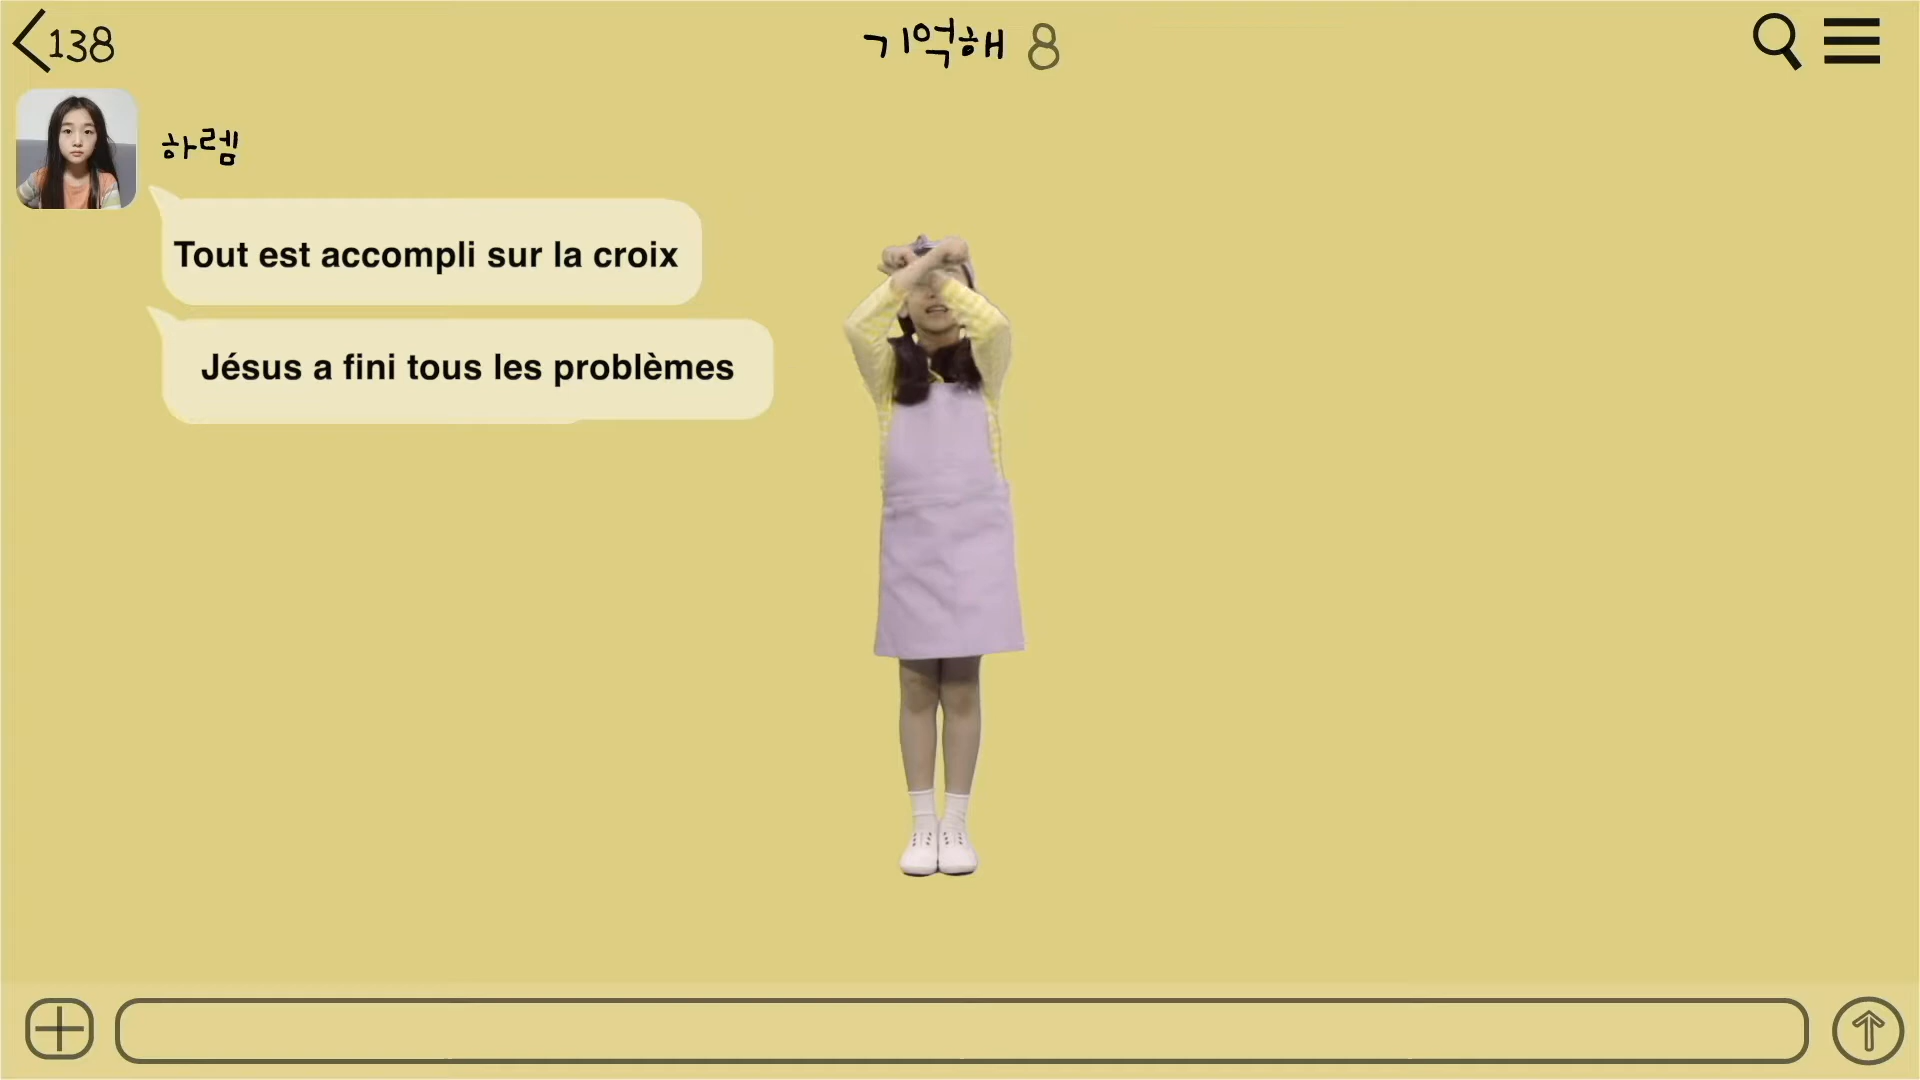 138
기억해 8
하렘
Tout est accompli sur la croix
Jésus a fini tous les problèmes